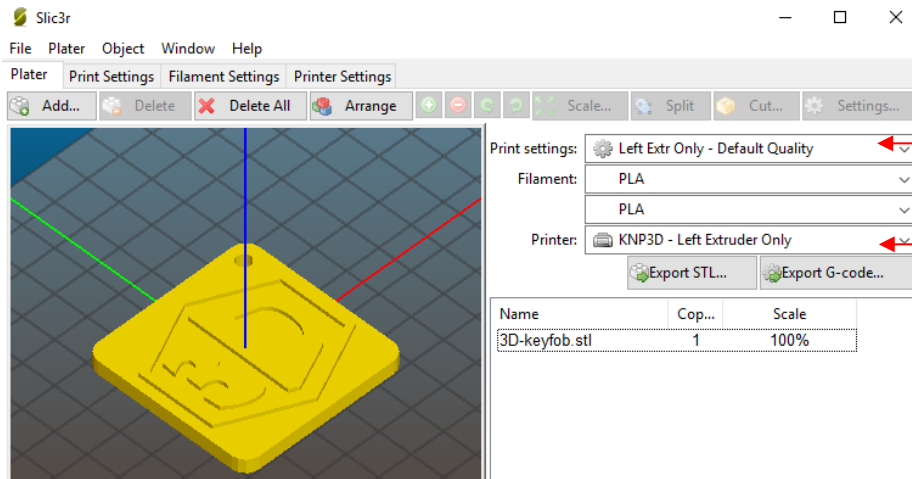 Slic3r
File Plater Object Window Help
Plater Print Settings Filament Settings Printer Settings
Add... Delete Delete All Arrange Scale... Split Cut... Settings...
Print settings: Left Extr Only - Default Quality
Filament: PLA
PLA
Printer: KNP3D - Left Extruder Only
Export STL... Export G-code...
Name Cop... Scale
3D-keyfob.stl 1 100%
3D